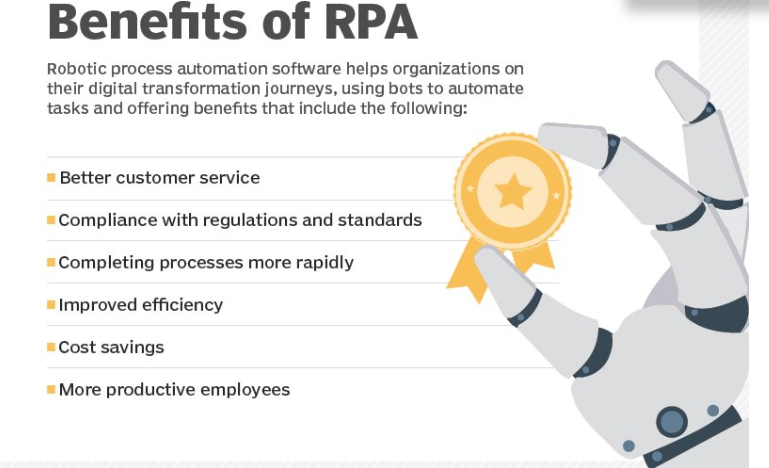 Benefits of RPA
Robotic process automation software helps organizations on
their digital transformation journeys, using bots to automate
tasks and offering benefits that include the following:
Better customer service
Compliance with regulations and standards
Completing processes more rapidly
Improved efficiency
Cost savings
More productive employees